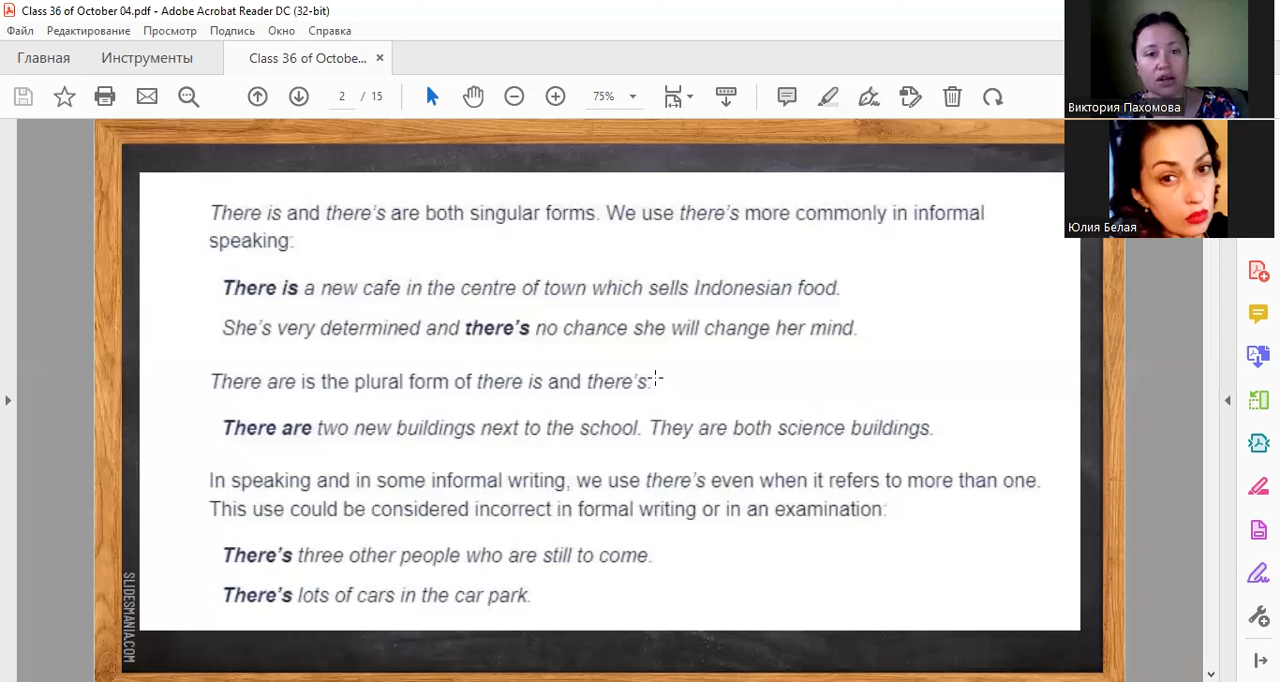 Class 36 of October 04.pdf - Adobe Acrobat Reader DC (32-bit)
Файл Редактирование Просмотр Подпись Окно Справка
Главная Инструменты Class 36 of Octobe... ×
2 / 15 75%
Виктория Пахомова
Юлия Белая
There is and there's are both singular forms. We use there's more commonly in informal
speaking:
There is a new cafe in the centre of town which sells Indonesian food.
She's very determined and there's no chance she will change her mind.
There are is the plural form of there is and there's:
There are two new buildings next to the school. They are both science buildings.
In speaking and in some informal writing, we use there's even when it refers to more than one.
This use could be considered incorrect in formal writing or in an examination:
There's three other people who are still to come.
There's lots of cars in the car park.
SLIDESMANIA.COM